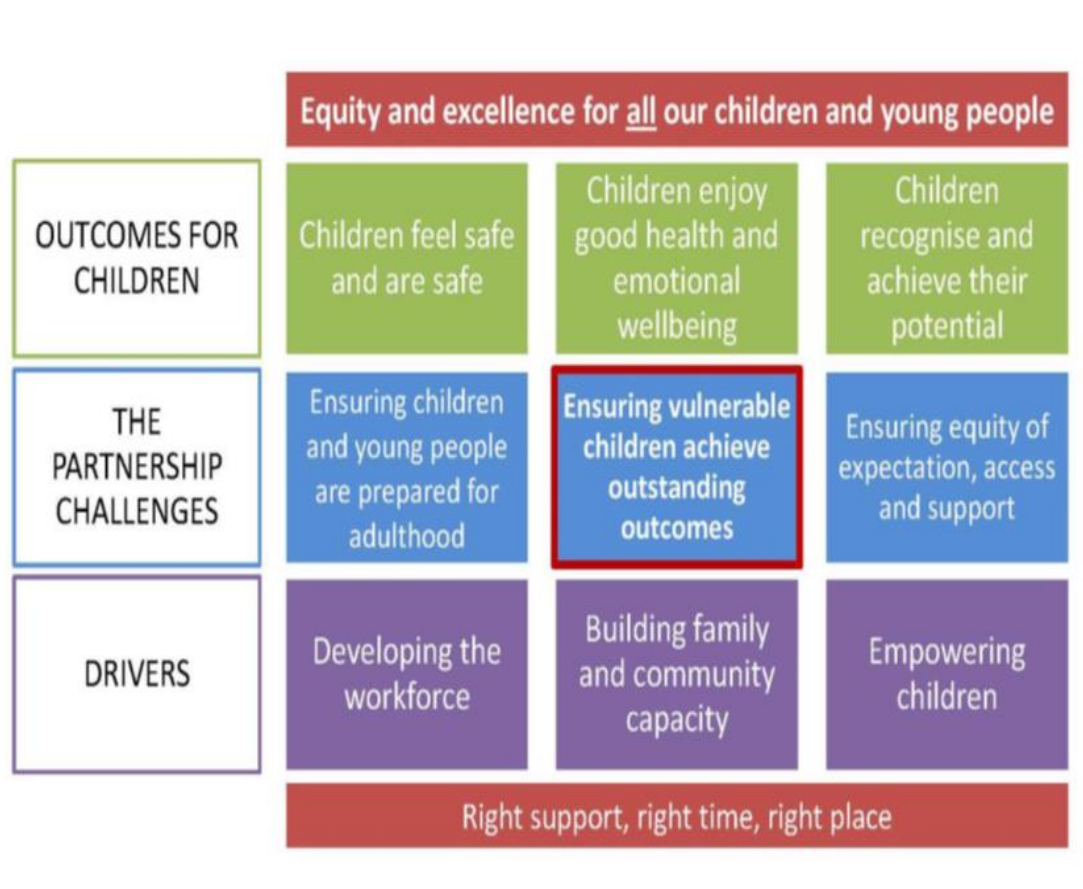 Equity and excellence for all our children and young people
OUTCOMES FOR
CHILDREN
Children feel safe
and are safe
Children enjoy
good health and
emotional
wellbeing
Children
recognise and
achieve their
potential
THE
PARTNERSHIP
CHALLENGES
Ensuring children
and young people
are prepared for
adulthood
Ensuring vulnerable
children achieve
outstanding
outcomes
Ensuring equity of
expectation, access
and support
DRIVERS
Developing the
workforce
Building family
and community
capacity
Empowering
children
Right support, right time, right place